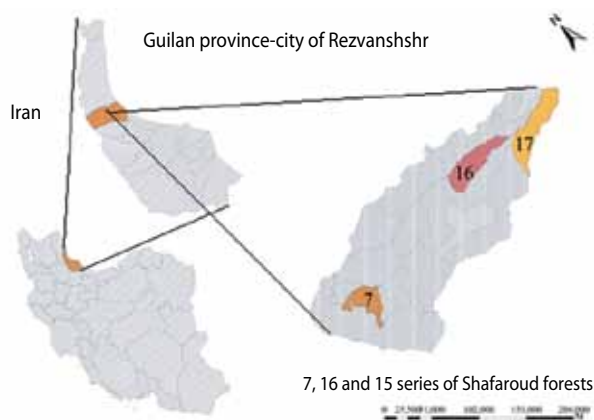 N
Guilan province-city of Rezvanshshr
Iran
17
16
7
7, 16 and 15 series of Shafaroud forests